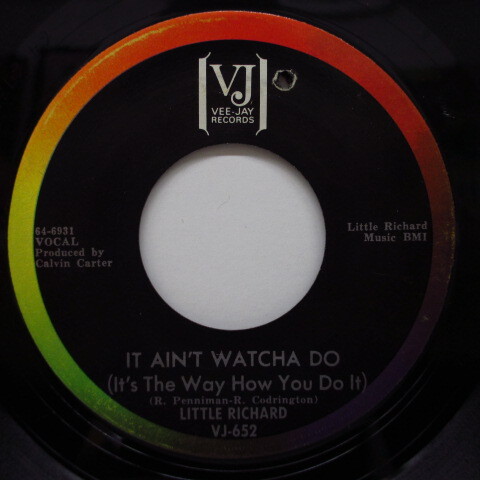 VJ
VEE-JAY
RECORDS
64-6931
VOCAL
Produced by
Calvin Carter
Little Richard
Music BMI
IT AIN'T WATCHA DO
(It's The Way How You Do It)
(R. Penniman-R. Codrington)
LITTLE RICHARD
VJ-652